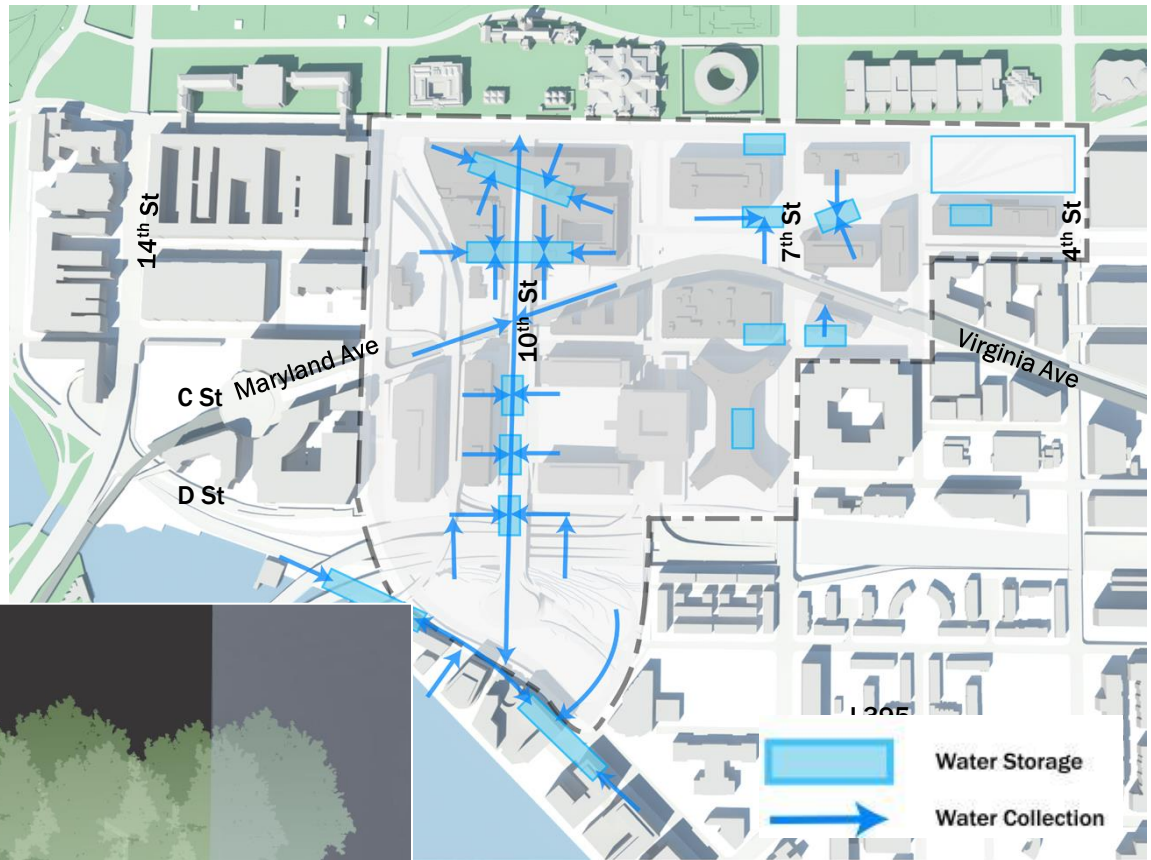 14th St
7th St
4th St
10th St
Maryland Ave
Virginia Ave
C St
D St
Water Storage
Water Collection